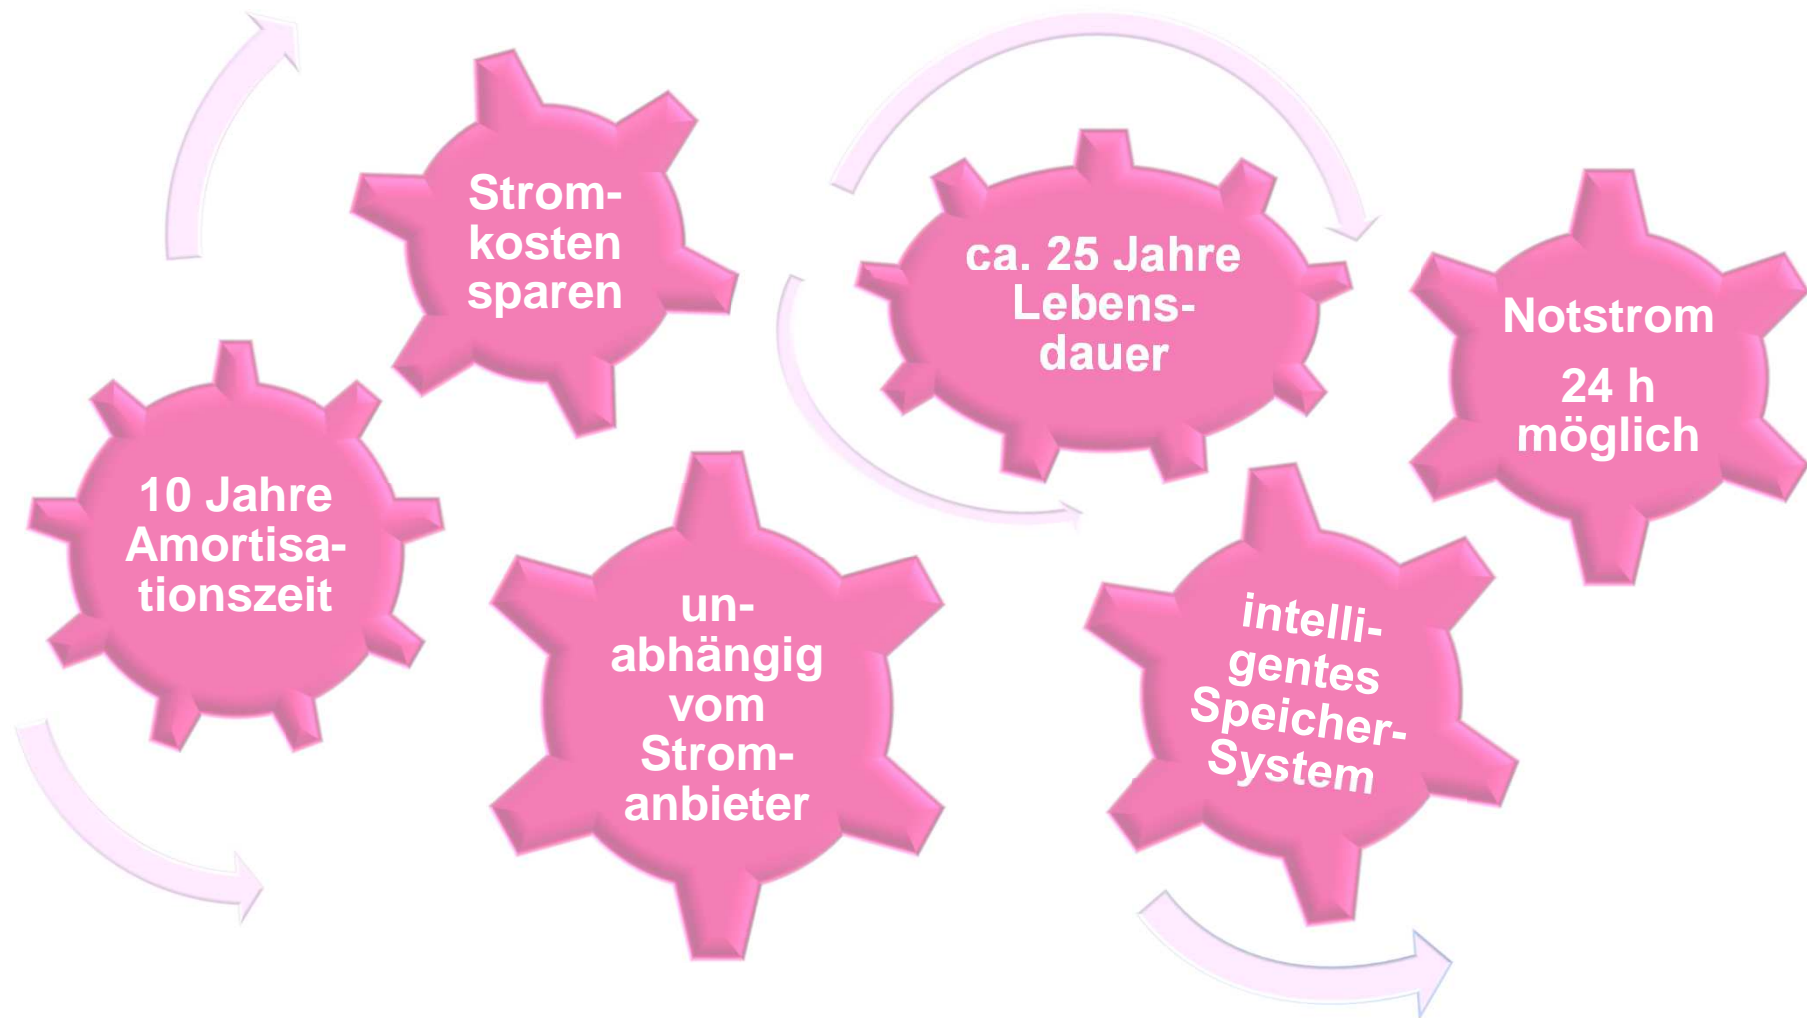 Strom-
kosten
sparen
ca. 25 Jahre
Lebens-
dauer
Notstrom
24 h
möglich
10 Jahre
Amortisa-
tionszeit
un-
abhängig
vom
Strom-
anbieter
intelli-
gentes
Speicher-
System